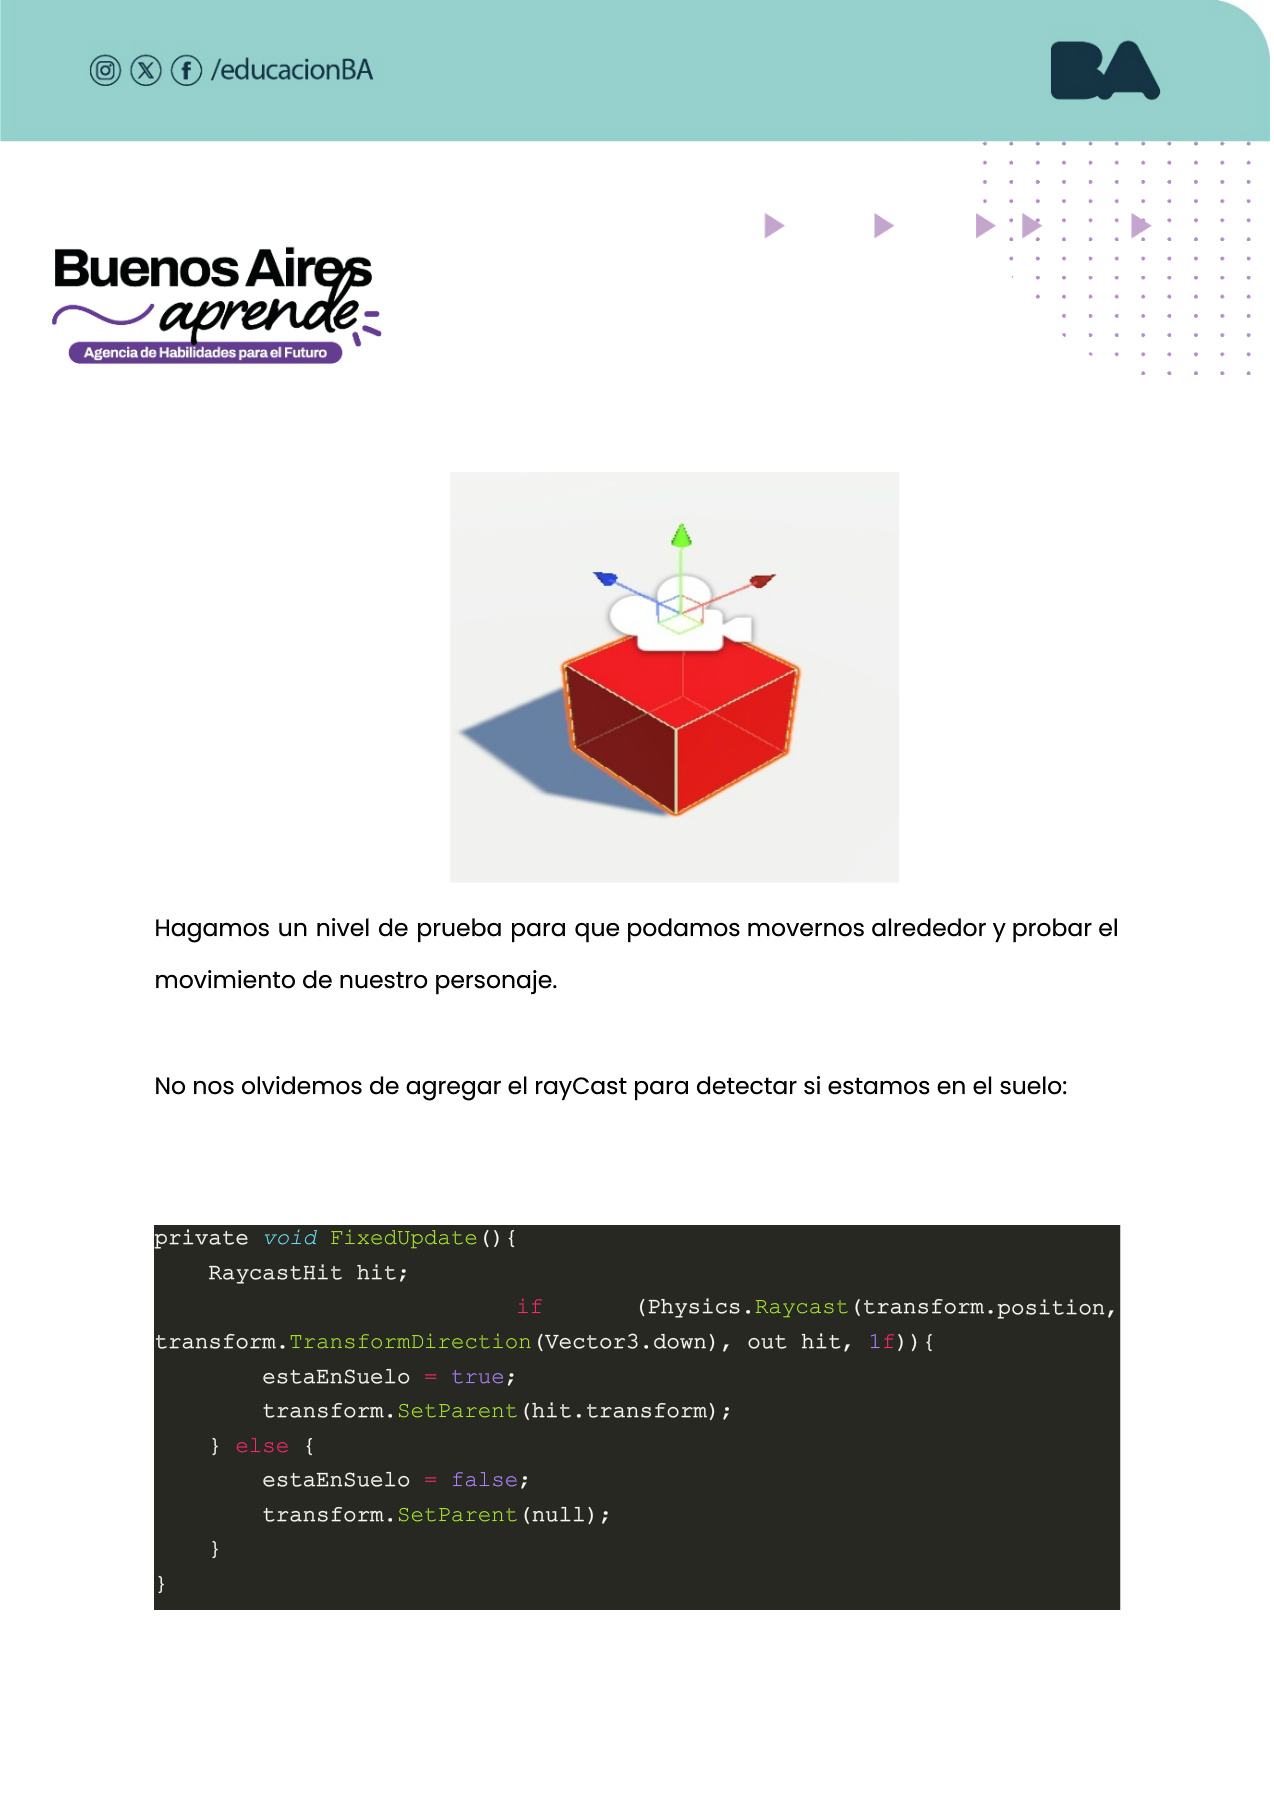 /educacionBA
BA
Buenos Aires
aprende
Agencia de Habilidades para el Futuro
Hagamos un nivel de prueba para que podamos movernos alrededor y probar el
movimiento de nuestro personaje.
No nos olvidemos de agregar el rayCast para detectar si estamos en el suelo:
private void FixedUpdate(){
    RaycastHit hit;
if (Physics.Raycast(transform.position,
transform.TransformDirection(Vector3.down), out hit, 1f)){
        estaEnSuelo = true;
        transform.SetParent(hit.transform);
    } else {
        estaEnSuelo = false;
        transform.SetParent(null);
    }
}